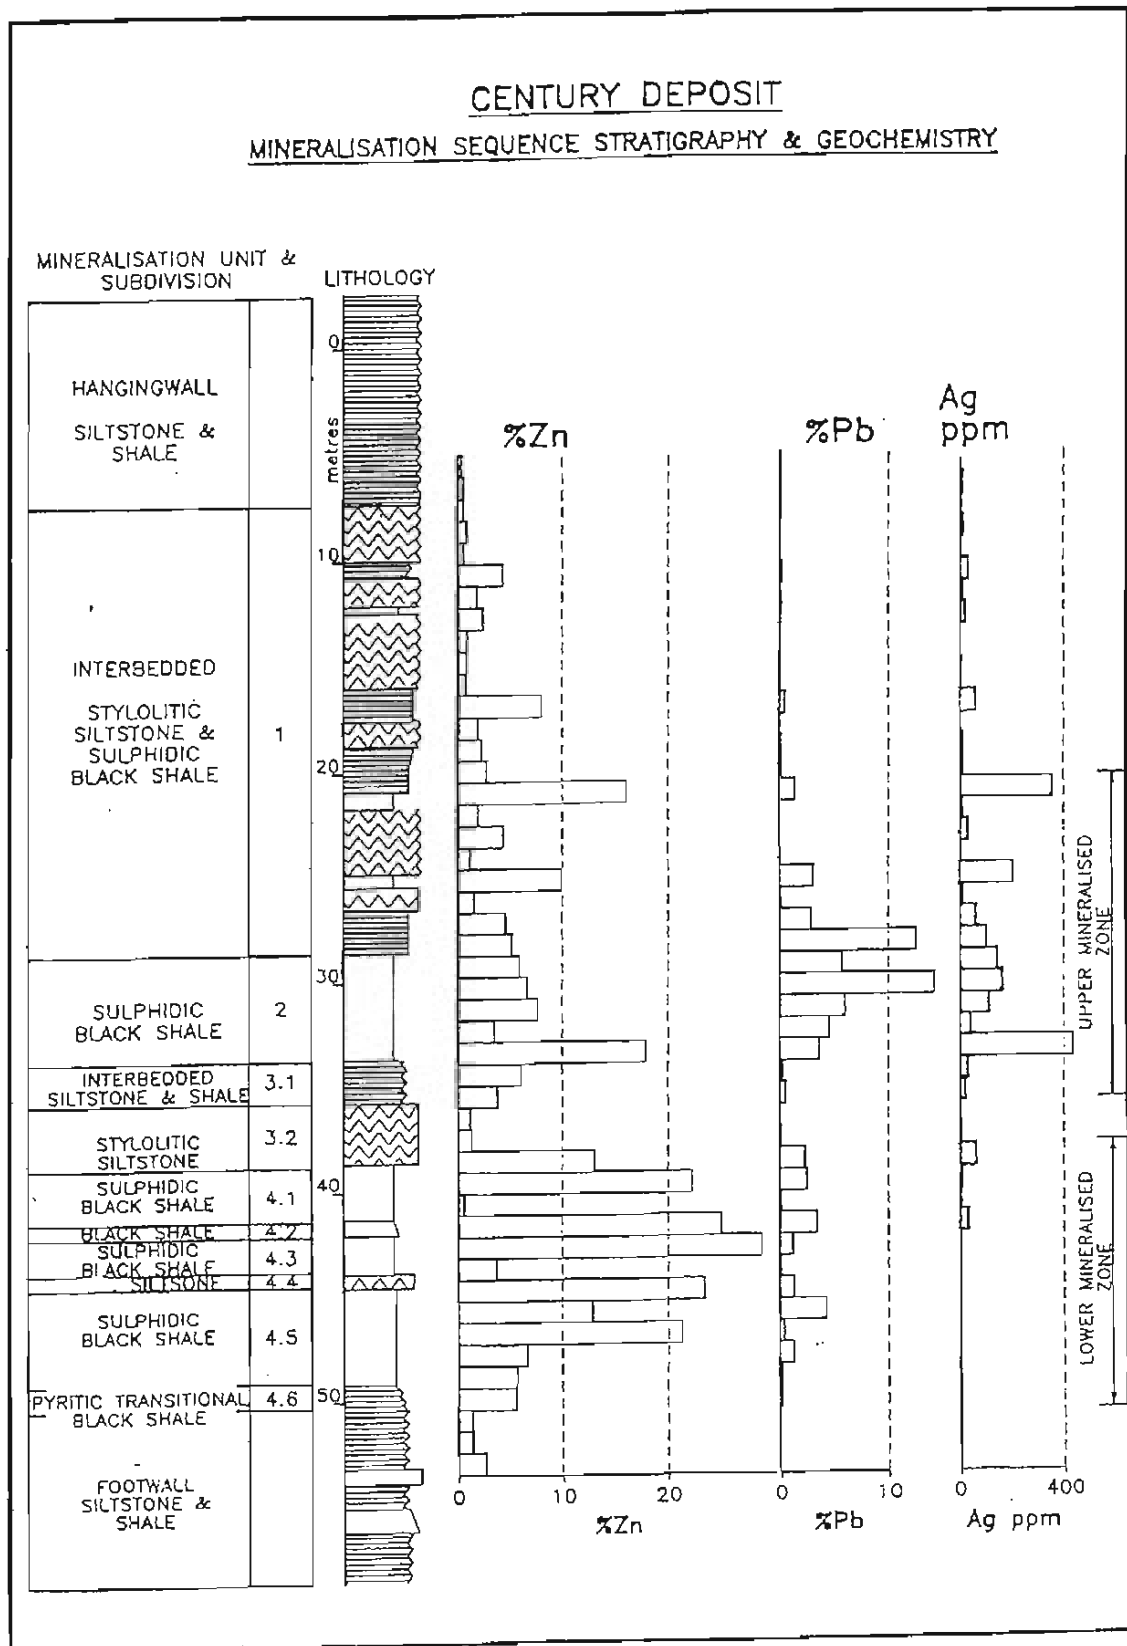 CENTURY DEPOSIT
MINERALISATION SEQUENCE STRATIGRAPHY & GEOCHEMISTRY
MINERALISATION UNIT &
SUBDIVISION
LITHOLOGY
HANGINGWALL
SILTSTONE &
SHALE
INTERBEDDED
STYLOLITIC
SILTSTONE &
SULPHIDIC
BLACK SHALE
1
SULPHIDIC
BLACK SHALE
2
INTERBEDDED
SILTSTONE & SHALE
3.1
STYLOLITIC
SILTSTONE
3.2
SULPHIDIC
BLACK SHALE
4.1
BLACK SHALE
4.2
SULPHIDIC
BLACK SHALE
4.3
SILTSONE
4.4
SULPHIDIC
BLACK SHALE
4.5
PYRITIC TRANSITIONAL
BLACK SHALE
4.6
FOOTWALL
SILTSTONE &
SHALE
0
metres
10
20
30
40
50
%Zn
%Pb
Ag
ppm
0 10 20
%Zn
0 10
%Pb
0 400
Ag ppm
UPPER MINERALISED
ZONE
LOWER MINERALISED
ZONE